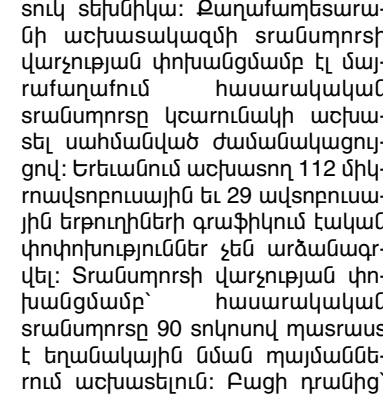 տուկ տեխնիկա: Քաղաքապետարա-
նի աշխատակազմի տրանսպորտի
վարչության փոխանցմամբ էլ մայ-
րաքաղաքում հասարակական
տրանսպորտը կշարունակի աշխա-
տել սահմանված ժամանակացույ-
ցով: Երեւանում աշխատող 112 միկ-
րոավտոբուսային եւ 29 ավտոբուսա-
յին երթուղիների գրաֆիկում էական
փոփոխություններ չեն արձանագր-
վել: Տրանսպորտի վարչության փո-
խանցմամբ՝ հասարակական
տրանսպորտը 90 տոկոսով պատրաստ
է եղանակային նման պայմաննե-
րում աշխատելուն: Բացի դրանից՝